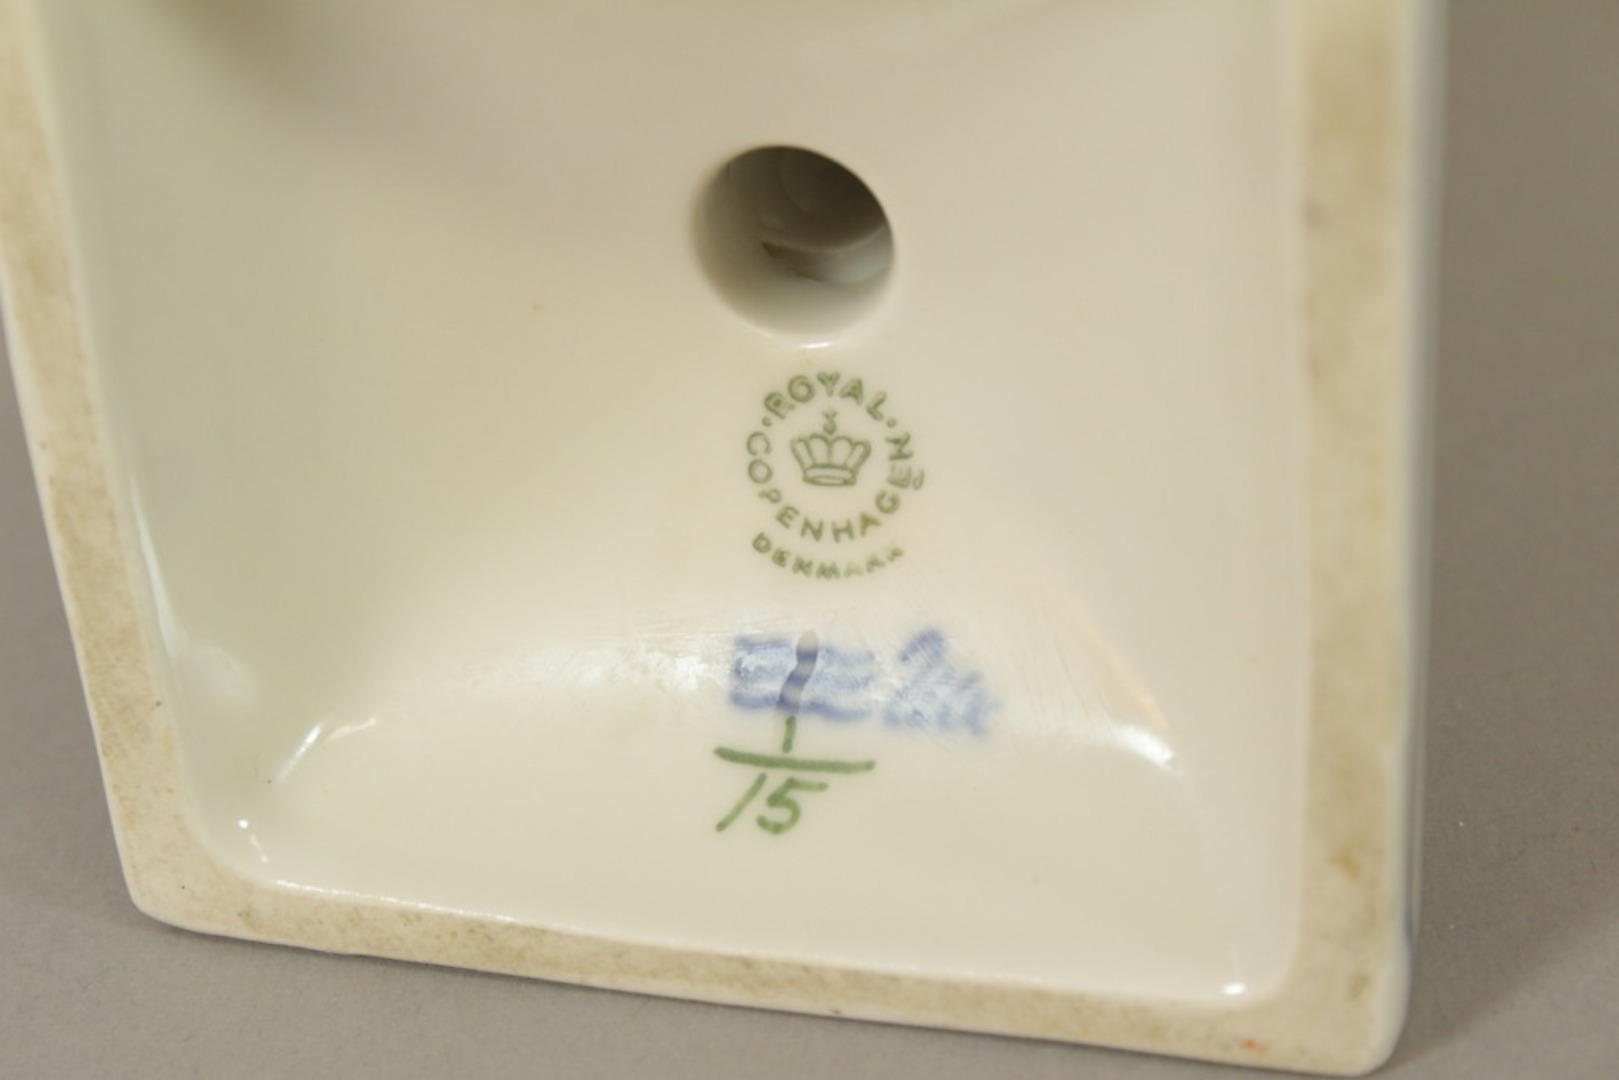 ROYAL
COPENHAGEN
DENMARK
1
15